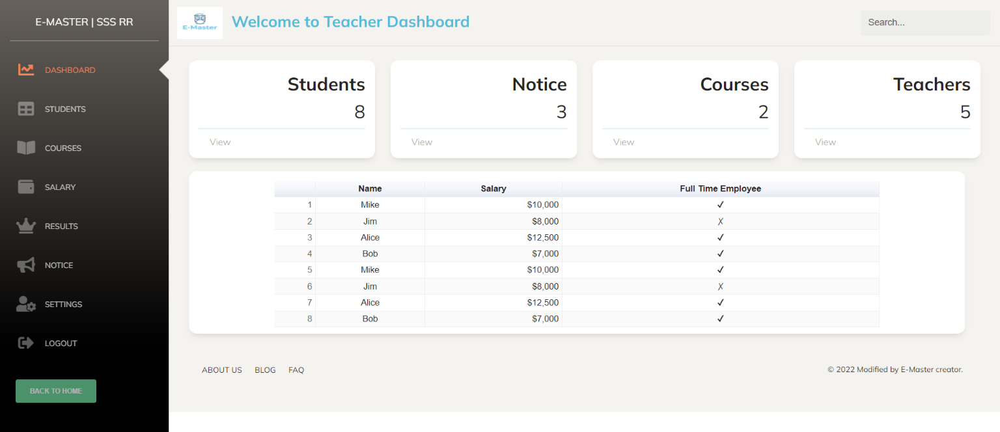 E-MASTER | SSS RR
DASHBOARD
STUDENTS
COURSES
SALARY
RESULTS
NOTICE
SETTINGS
LOGOUT
BACK TO HOME
E-Master
Welcome to Teacher Dashboard
Search...
Students
8
View
Notice
3
View
Courses
2
View
Teachers
5
View
Name Salary Full Time Employee
1 Mike $10,000 ✔
2 Jim $8,000 ✗
3 Alice $12,500 ✔
4 Bob $7,000 ✔
5 Mike $10,000 ✔
6 Jim $8,000 ✗
7 Alice $12,500 ✔
8 Bob $7,000 ✔
ABOUT US BLOG FAQ
© 2022 Modified by E-Master creator.